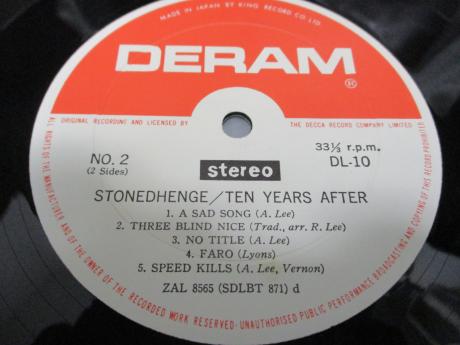 MADE IN JAPAN BY KING RECORD CO. LTD
DERAM
®
ORIGINAL RECORDING AND LICENSED BY THE DECCA RECORD COMPANY LIMITED
NO. 2
(2 Sides)
stereo
33⅓ r.p.m.
DL-10
STONEDHENGE/TEN YEARS AFTER
1. A SAD SONG (A. Lee)
2. THREE BLIND NICE (Trad., arr. R. Lee)
3. NO TITLE (A. Lee)
4. FARO (Lyons)
5. SPEED KILLS (A. Lee, Vernon)
ZAL 8565 (SDLBT 871) d
ALL RIGHTS OF THE MANUFACTURER AND OF THE OWNER OF THE RECORDED WORK RESERVED · UNAUTHORISED PUBLIC PERFORMANCE BROADCASTING AND COPYING OF THIS RECORD PROHIBITED